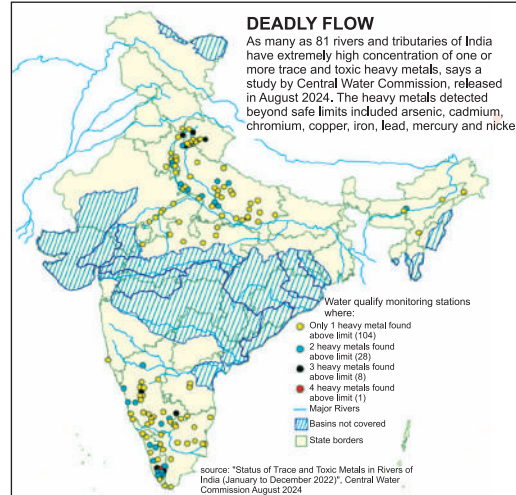 DEADLY FLOW
As many as 81 rivers and tributaries of India
have extremely high concentration of one or
more trace and toxic heavy metals, says a
study by Central Water Commission, released
in August 2024. The heavy metals detected
beyond safe limits included arsenic, cadmium,
chromium, copper, iron, lead, mercury and nicke
Water qualify monitoring stations
where:
Only 1 heavy metal found
above limit (104)
2 heavy metals found
above limit (28)
3 heavy metals found
above limit (8)
4 heavy metals found
above limit (1)
Major Rivers
Basins not covered
State borders
source: "Status of Trace and Toxic Metals in Rivers of
India (January to December 2022)", Central Water
Commission August 2024